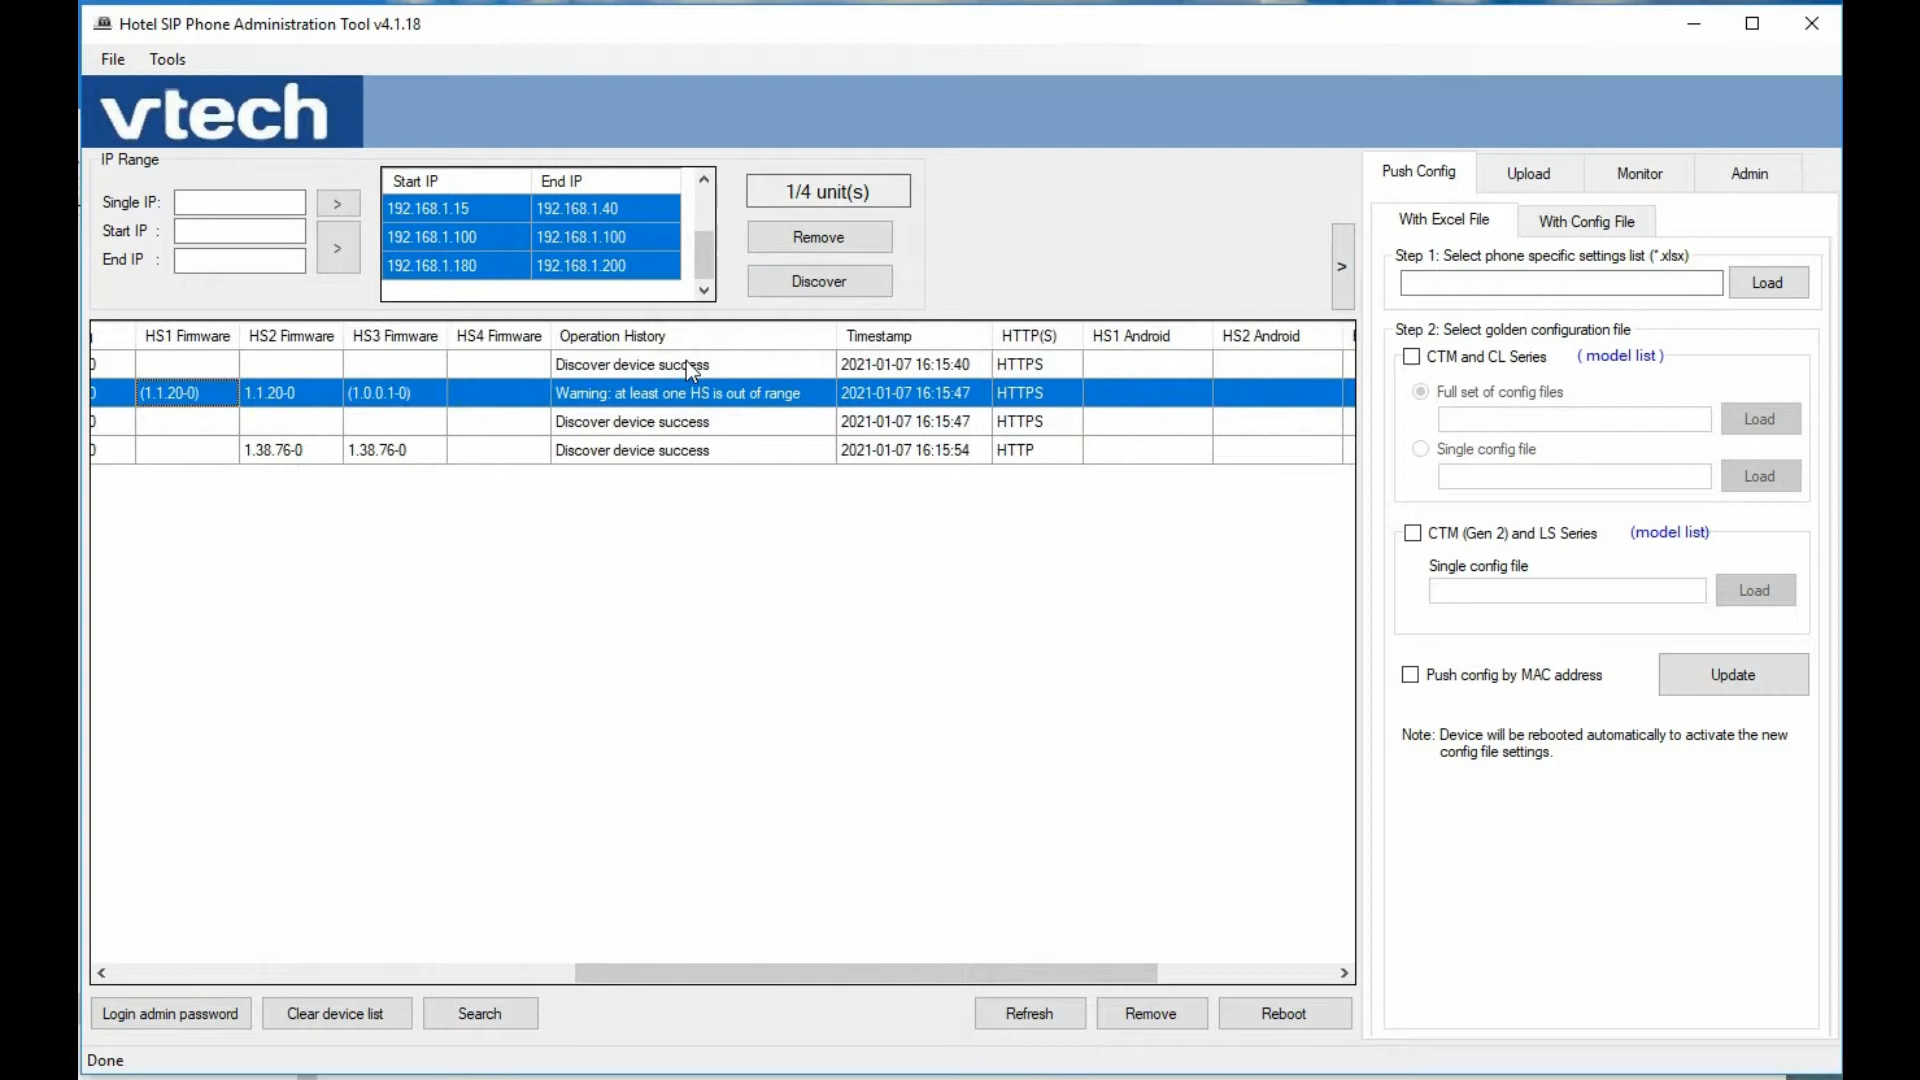 Hotel SIP Phone Administration Tool v4.1.18
File Tools
vtech
IP Range
Single IP: >
Start IP :
End IP :
>
Start IP End IP
192.168.1.15 192.168.1.40
192.168.1.100 192.168.1.100
192.168.1.180 192.168.1.200
1/4 unit(s)
Remove
Discover
>
HS1 Firmware HS2 Firmware HS3 Firmware HS4 Firmware Operation History Timestamp HTTP(S) HS1 Android HS2 Android
Discover device success 2021-01-07 16:15:40 HTTPS
(1.1.20-0) 1.1.20-0 (1.0.0.1-0) Warning: at least one HS is out of range 2021-01-07 16:15:47 HTTPS
Discover device success 2021-01-07 16:15:47 HTTPS
1.38.76-0 1.38.76-0 Discover device success 2021-01-07 16:15:54 HTTP
Login admin password Clear device list Search Refresh Remove Reboot
Done
Push Config Upload Monitor Admin
With Excel File With Config File
Step 1: Select phone specific settings list (*.xlsx)
Load
Step 2: Select golden configuration file
CTM and CL Series ( model list )
Full set of config files
Load
Single config file
Load
CTM (Gen 2) and LS Series (model list)
Single config file
Load
Push config by MAC address Update
Note: Device will be rebooted automatically to activate the new
config file settings.